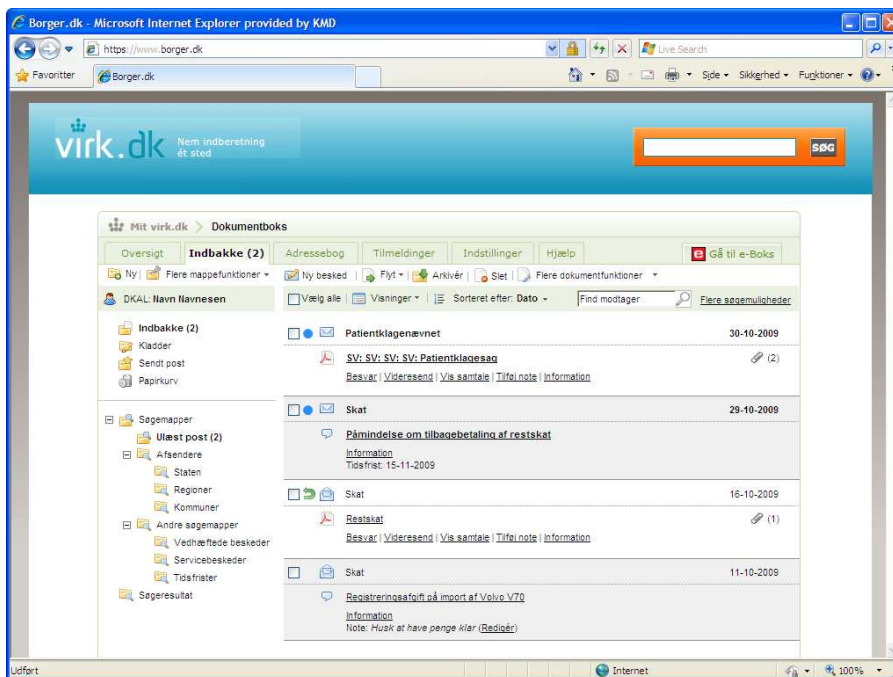 Borger.dk - Microsoft Internet Explorer provided by KMD
https://www.borger.dk
Live Search
Favoritter
Borger.dk
Side
Sikkerhed
Funktioner
virk.dk
Nem indberetning
ét sted
SØG
Mit virk.dk > Dokumentboks
Oversigt
Indbakke (2)
Adressebog
Tilmeldinger
Indstillinger
Hjælp
e Gå til e-Boks
Ny | Flere mappefunktioner
Ny besked | Flyt | Arkivér | Slet | Flere dokumentfunktioner
DKAL: Navn Navnesen
Vælg alle | Visninger | Sorteret efter: Dato
Find modtager
Flere søgemuligheder
Indbakke (2)
Kladder
Sendt post
Papirkurv
Søgemapper
Ulæst post (2)
Afsendere
Staten
Regioner
Kommuner
Andre søgemapper
Vedhæftede beskeder
Servicebeskeder
Tidsfrister
Søgeresultat
Patientklagenævnet 30-10-2009
SV: SV: SV: SV: Patientklagesag (2)
Besvar | Videresend | Vis samtale | Tilføj note | Information
Skat 29-10-2009
Påmindelse om tilbagebetaling af restskat
Information
Tidsfrist: 15-11-2009
Skat 16-10-2009
Restskat (1)
Besvar | Videresend | Vis samtale | Tilføj note | Information
Skat 11-10-2009
Registreringsafgift på import af Volvo V70
Information
Note: Husk at have penge klar (Redigér)
Udført
Internet
100%